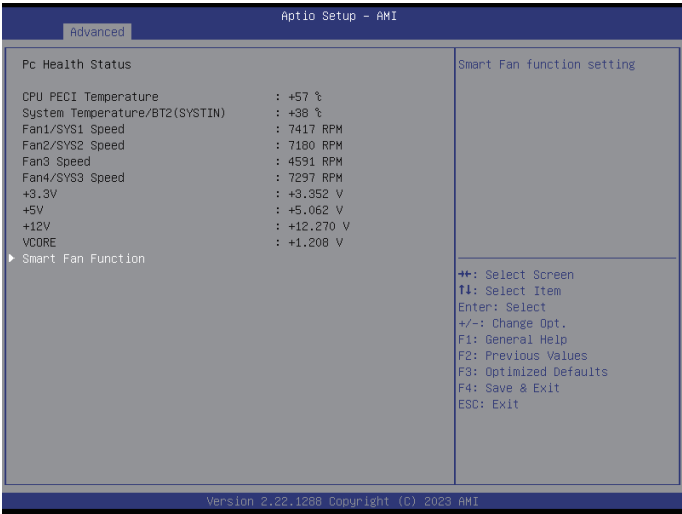 Aptio Setup – AMI
Advanced
Pc Health Status
CPU PECI Temperature : +57 ℃
System Temperature/BT2(SYSTIN) : +38 ℃
Fan1/SYS1 Speed : 7417 RPM
Fan2/SYS2 Speed : 7180 RPM
Fan3 Speed : 4591 RPM
Fan4/SYS3 Speed : 7297 RPM
+3.3V : +3.352 V
+5V : +5.062 V
+12V : +12.270 V
VCORE : +1.208 V
Smart Fan Function
Smart Fan function setting
→←: Select Screen
↑↓: Select Item
Enter: Select
+/-: Change Opt.
F1: General Help
F2: Previous Values
F3: Optimized Defaults
F4: Save & Exit
ESC: Exit
Version 2.22.1288 Copyright (C) 2023 AMI